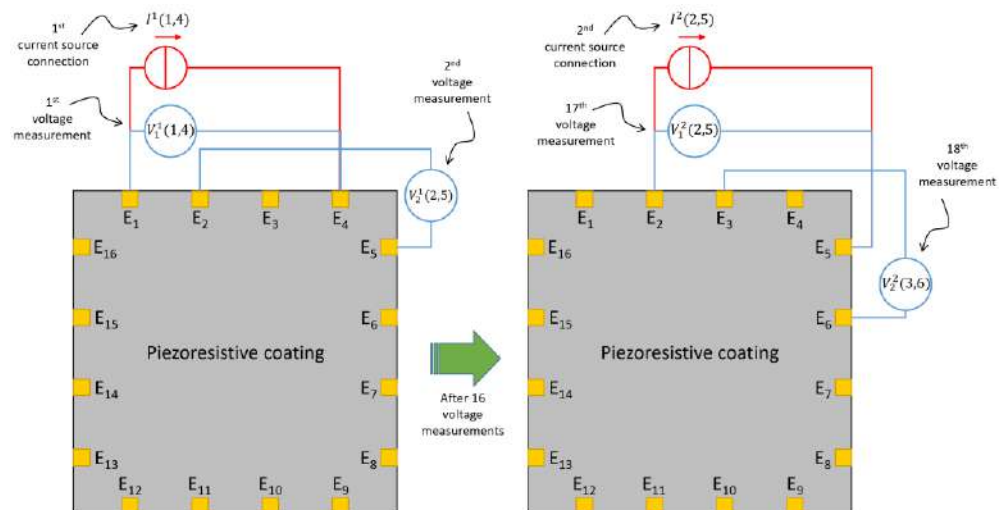 1st
current source
connection
I¹(1,4)
1st
voltage
measurement
V₁¹(1,4)
2nd
voltage
measurement
V₂¹(2,5)
E₁
E₂
E₃
E₄
E₁₆
E₅
E₁₅
E₆
Piezoresistive coating
E₁₄
E₇
E₁₃
E₈
E₁₂
E₁₁
E₁₀
E₉
After 16
voltage
measurements
2nd
current source
connection
I²(2,5)
17th
voltage
measurement
V₁²(2,5)
18th
voltage
measurement
V₂²(3,6)
E₁
E₂
E₃
E₄
E₁₆
E₅
E₁₅
E₆
Piezoresistive coating
E₁₄
E₇
E₁₃
E₈
E₁₂
E₁₁
E₁₀
E₉